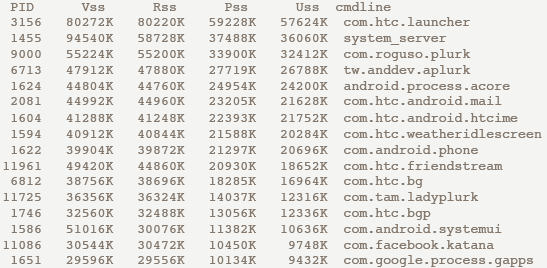 PID Vss Rss Pss Uss cmdline
3156 80272K 80220K 59228K 57624K com.htc.launcher
1455 94540K 58728K 37488K 36060K system_server
9000 55224K 55200K 33900K 32412K com.roguso.plurk
6713 47912K 47880K 27719K 26788K tw.anddev.aplurk
1624 44804K 44760K 24954K 24200K android.process.acore
2081 44992K 44960K 23205K 21628K com.htc.android.mail
1604 41288K 41248K 22393K 21752K com.htc.android.htcime
1594 40912K 40844K 21588K 20284K com.htc.weatheridlescreen
1622 39904K 39872K 21297K 20696K com.android.phone
11961 49420K 44860K 20930K 18652K com.htc.friendstream
6812 38756K 38696K 18285K 16964K com.htc.bg
11725 36356K 36324K 14037K 12316K com.tam.ladyplurk
1746 32560K 32488K 13056K 12336K com.htc.bgp
1586 51016K 30076K 11382K 10636K com.android.systemui
11086 30544K 30472K 10450K 9748K com.facebook.katana
1651 29596K 29556K 10134K 9432K com.google.process.gapps